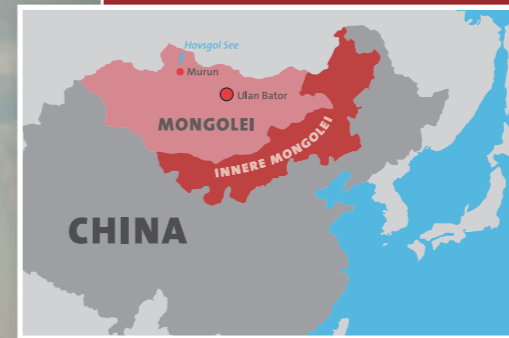 Hovsgol See
Murun
Ulan Bator
MONGOLEI
INNERE MONGOLEI
CHINA